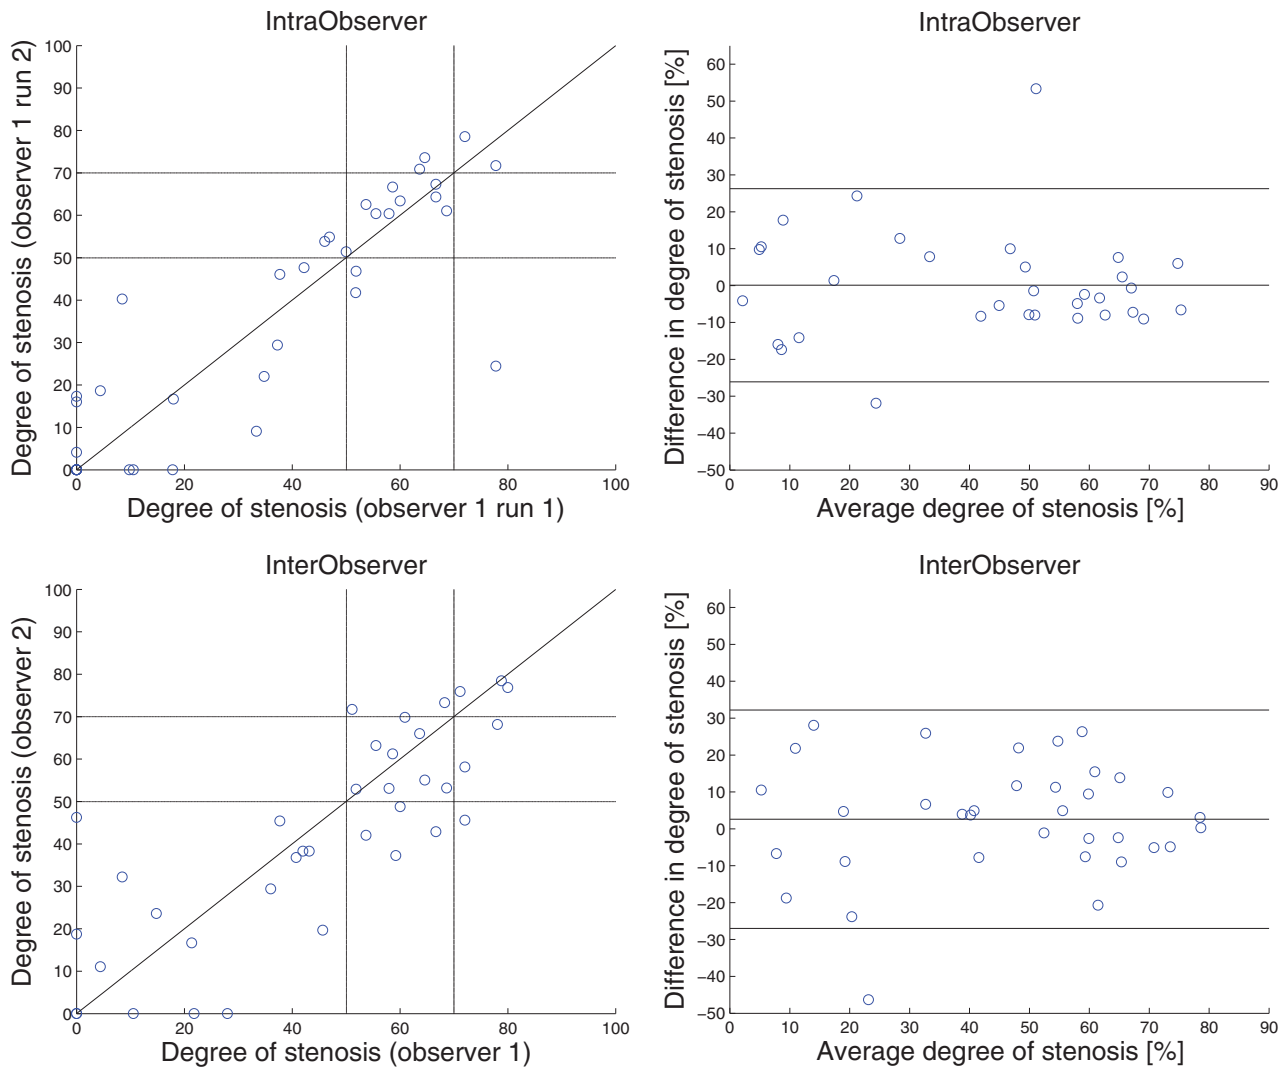 IntraObserver
Degree of stenosis (observer 1 run 2)
100
90
80
70
60
50
40
30
20
10
0
0 20 40 60 80 100
Degree of stenosis (observer 1 run 1)
IntraObserver
Difference in degree of stenosis [%]
60
50
40
30
20
10
0
−10
−20
−30
−40
−50
0 10 20 30 40 50 60 70 80 90
Average degree of stenosis [%]
InterObserver
Degree of stenosis (observer 2)
100
90
80
70
60
50
40
30
20
10
0
0 20 40 60 80 100
Degree of stenosis (observer 1)
InterObserver
Difference in degree of stenosis [%]
60
50
40
30
20
10
0
−10
−20
−30
−40
−50
0 10 20 30 40 50 60 70 80 90
Average degree of stenosis [%]